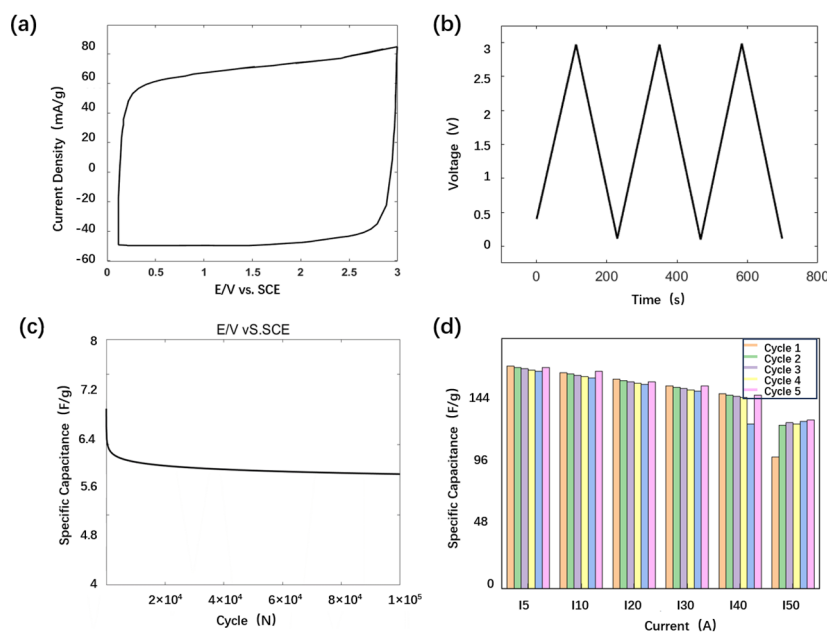 (a)
80
60
40
20
0
-20
-40
-60
0
0.5
1
1.5
2
2.5
3
Current Density (mA/g)
E/V vs. SCE
(b)
3
2.5
2
1.5
1
0.5
0
0
200
400
600
800
Voltage (V)
Time (s)
(c)
E/V vS.SCE
8
7.2
6.4
5.6
4.8
4
2×10⁴
4×10⁴
6×10⁴
8×10⁴
1×10⁵
Specific Capacitance (F/g)
Cycle (N)
(d)
Cycle 1
Cycle 2
Cycle 3
Cycle 4
Cycle 5
144
96
48
0
I5
I10
I20
I30
I40
I50
Specific Capacitance (F/g)
Current (A)